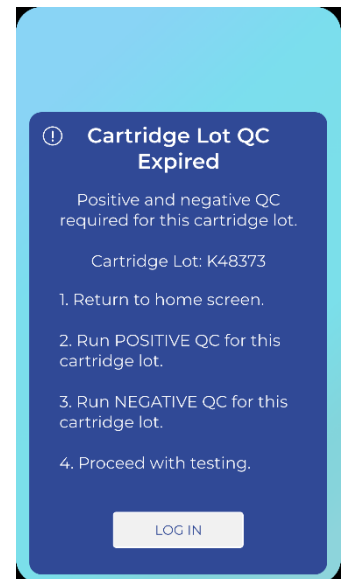 Cartridge Lot QC
Expired
Positive and negative QC
required for this cartridge lot.
Cartridge Lot: K48373
1. Return to home screen.
2. Run POSITIVE QC for this
cartridge lot.
3. Run NEGATIVE QC for this
cartridge lot.
4. Proceed with testing.
LOG IN